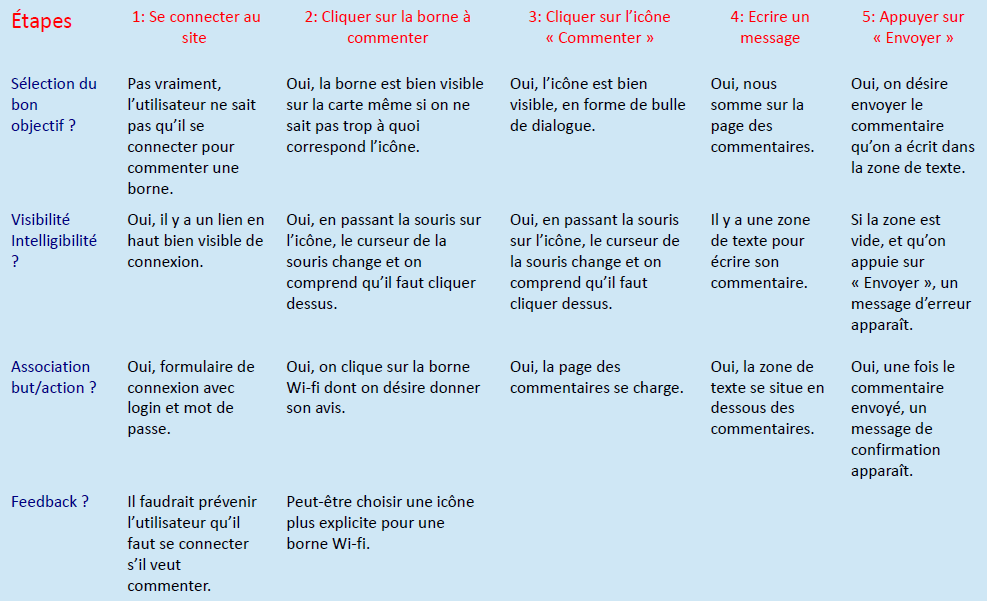 Étapes
1: Se connecter au
site
2: Cliquer sur la borne à
commenter
3: Cliquer sur l’icône
« Commenter »
4: Ecrire un
message
5: Appuyer sur
« Envoyer »
Sélection du
bon
objectif ?
Pas vraiment,
l’utilisateur ne sait
pas qu’il se
connecter pour
commenter une
borne.
Oui, la borne est bien visible
sur la carte même si on ne
sait pas trop à quoi
correspond l’icône.
Oui, l’icône est bien
visible, en forme de bulle
de dialogue.
Oui, nous
somme sur la
page des
commentaires.
Oui, on désire
envoyer le
commentaire
qu’on a écrit dans
la zone de texte.
Visibilité
Intelligibilité
?
Oui, il y a un lien en
haut bien visible de
connexion.
Oui, en passant la souris sur
l’icône, le curseur de la
souris change et on
comprend qu’il faut cliquer
dessus.
Oui, en passant la souris
sur l’icône, le curseur de
la souris change et on
comprend qu’il faut
cliquer dessus.
Il y a une zone
de texte pour
écrire son
commentaire.
Si la zone est
vide, et qu’on
appuie sur
« Envoyer », un
message d’erreur
apparaît.
Association
but/action ?
Oui, formulaire de
connexion avec
login et mot de
passe.
Oui, on clique sur la borne
Wi-fi dont on désire donner
son avis.
Oui, la page des
commentaires se charge.
Oui, la zone de
texte se situe en
dessous des
commentaires.
Oui, une fois le
commentaire
envoyé, un
message de
confirmation
apparaît.
Feedback ?
Il faudrait prévenir
l’utilisateur qu’il
faut se connecter
s’il veut
commenter.
Peut-être choisir une icône
plus explicite pour une
borne Wi-fi.